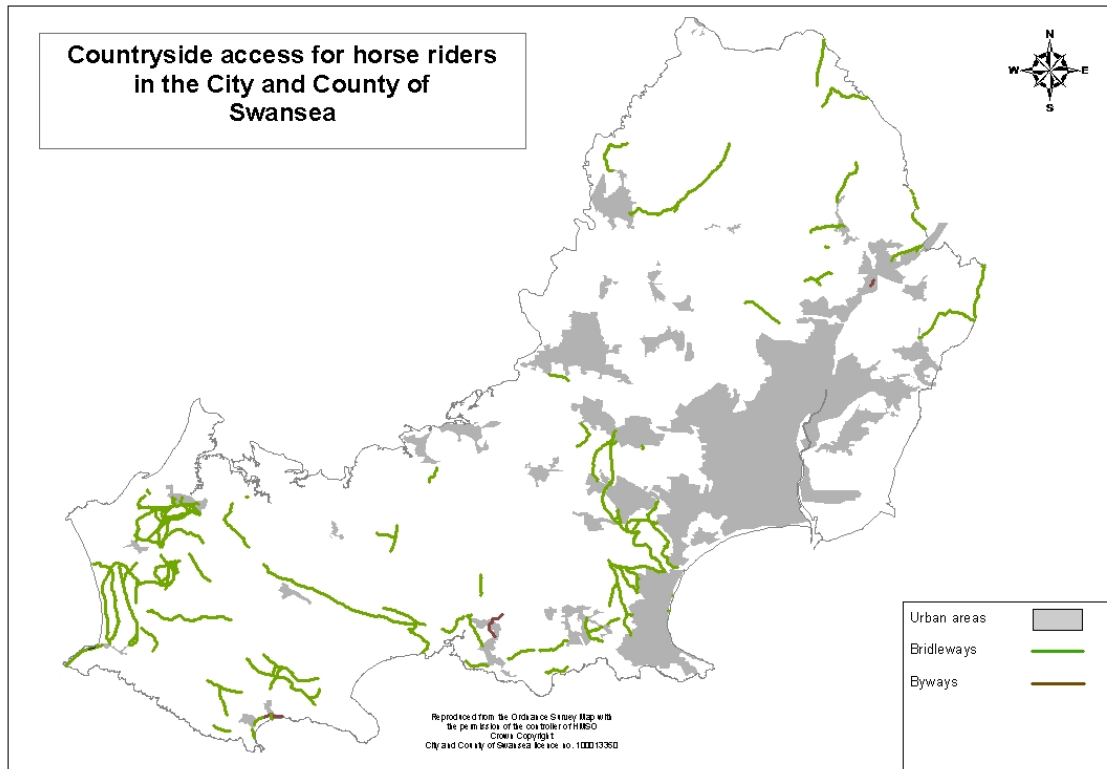 Countryside access for horse riders
in the City and County of
Swansea
N
W E
S
Urban areas
Bridleways
Byways
Reproduced from the Ordnance Survey Map with
the permission of the controller of HMSO
Crown Copyright
City and County of Swansea licence no. 100013360